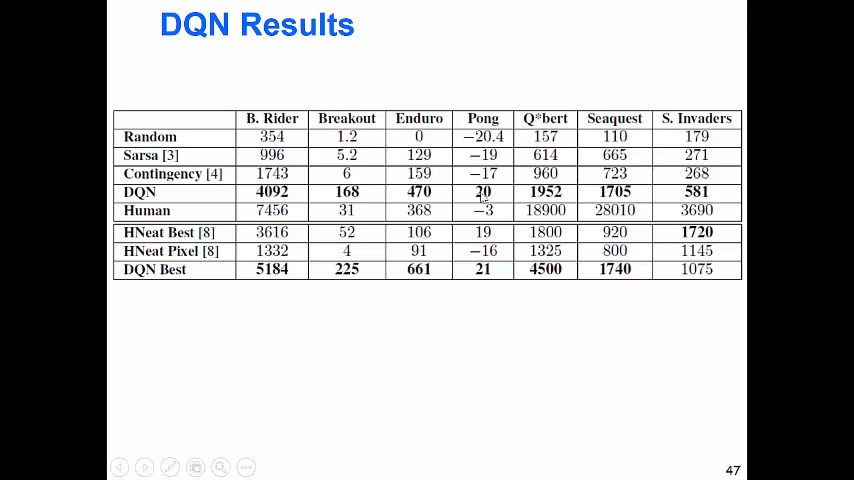 DQN Results
B. Rider Breakout Enduro Pong Q*bert Seaquest S. Invaders
Random 354 1.2 0 −20.4 157 110 179
Sarsa [3] 996 5.2 129 −19 614 665 271
Contingency [4] 1743 6 159 −17 960 723 268
DQN 4092 168 470 20 1952 1705 581
Human 7456 31 368 −3 18900 28010 3690
HNeat Best [8] 3616 52 106 19 1800 920 1720
HNeat Pixel [8] 1332 4 91 −16 1325 800 1145
DQN Best 5184 225 661 21 4500 1740 1075
47